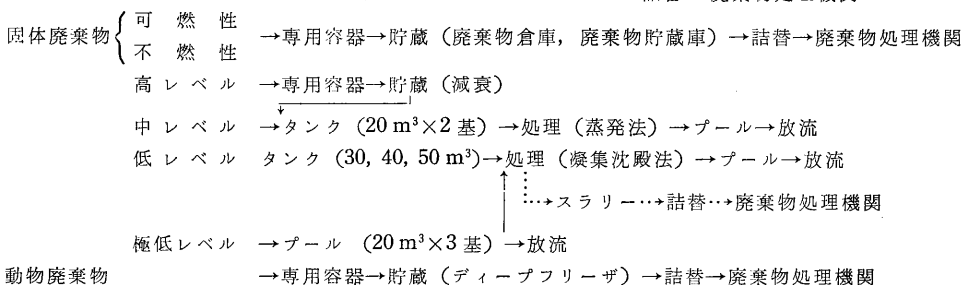 固体廃棄物{可燃性
不燃性→専用容器→貯蔵（廃棄物倉庫，廃棄物貯蔵庫）→詰替→廃棄物処理機関
高レベル→専用容器→貯蔵（減衰）
中レベル→タンク（20 m³×2基）→処理（蒸発法）→プール→放流
低レベル タンク（30, 40, 50 m³）→処理（凝集沈殿法）→プール→放流
スラリー…→詰替…→廃棄物処理機関
極低レベル→プール（20 m³×3基）→放流
動物廃棄物→専用容器→貯蔵（ディープフリーザ）→詰替→廃棄物処理機関